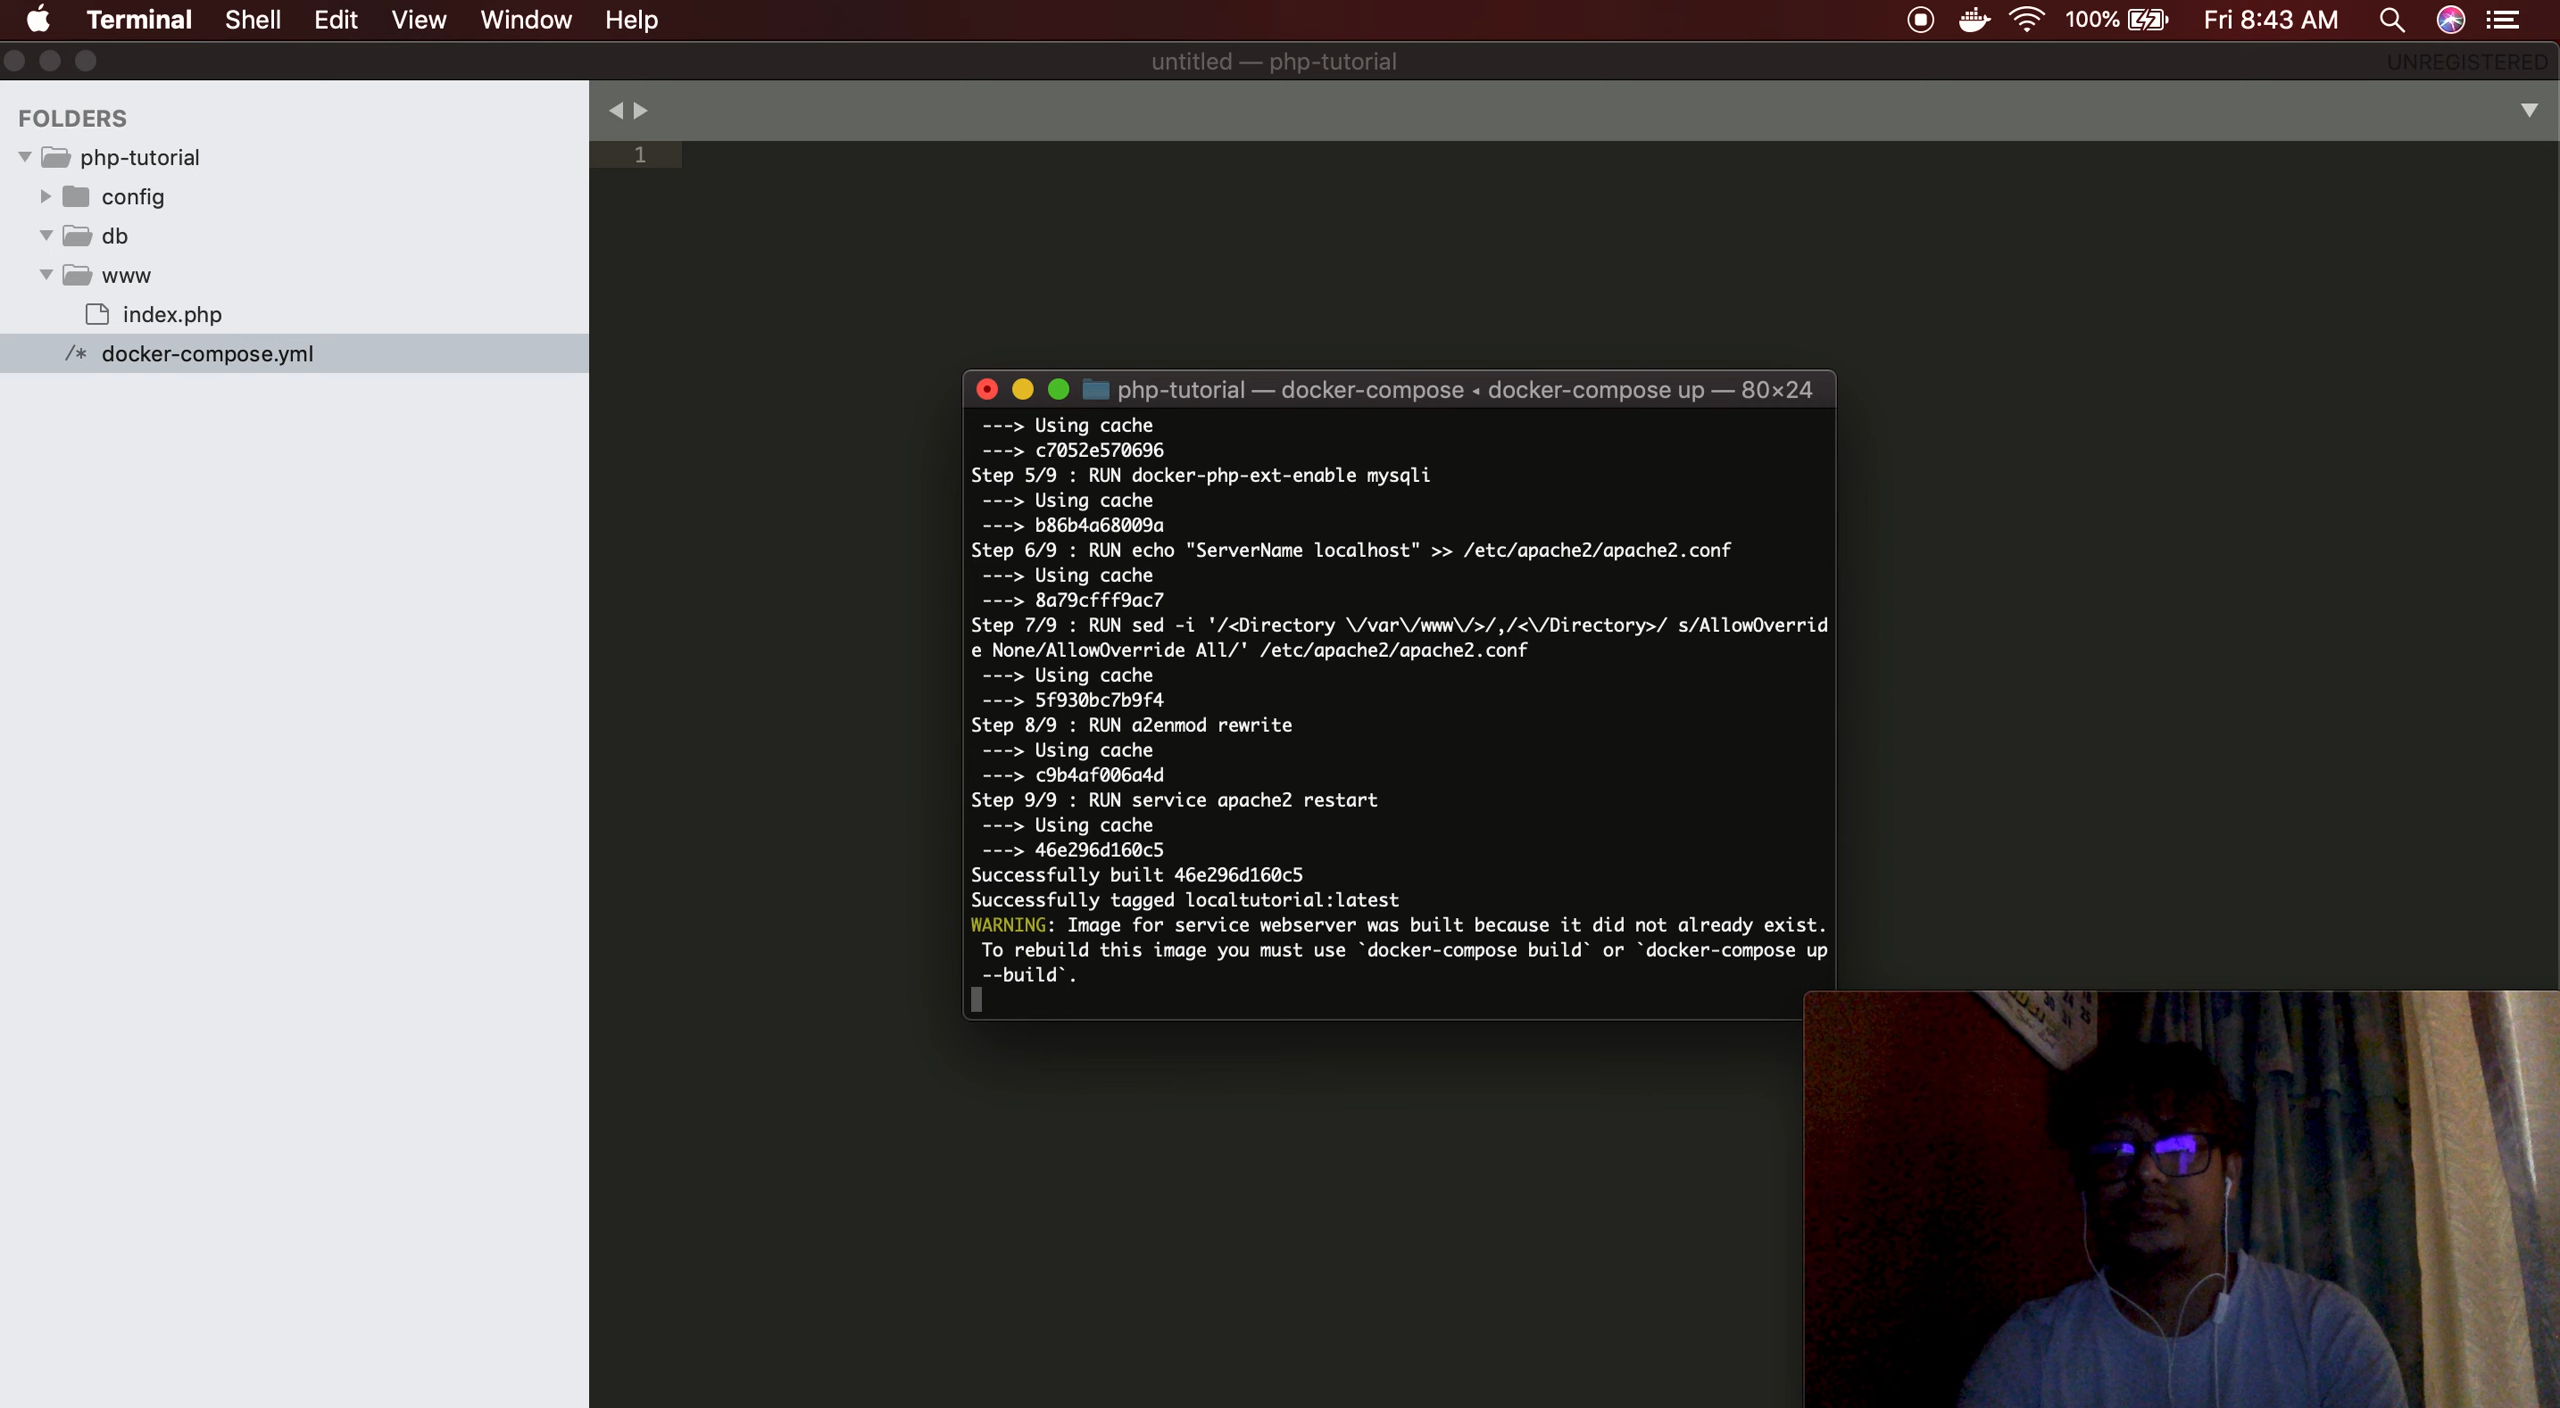 Terminal Shell Edit View Window Help 100% Fri 8:43 AM
untitled — php-tutorial UNREGISTERED
FOLDERS
php-tutorial
config
db
www
index.php
/* docker-compose.yml
1
php-tutorial — docker-compose ◂ docker-compose up — 80×24
---> Using cache
---> c7052e570696
Step 5/9 : RUN docker-php-ext-enable mysqli
---> Using cache
---> b86b4a68009a
Step 6/9 : RUN echo "ServerName localhost" >> /etc/apache2/apache2.conf
---> Using cache
---> 8a79cfff9ac7
Step 7/9 : RUN sed -i '/<Directory \/var\/www\/>/,/<\/Directory>/ s/AllowOverrid
e None/AllowOverride All/' /etc/apache2/apache2.conf
---> Using cache
---> 5f930bc7b9f4
Step 8/9 : RUN a2enmod rewrite
---> Using cache
---> c9b4af006a4d
Step 9/9 : RUN service apache2 restart
---> Using cache
---> 46e296d160c5
Successfully built 46e296d160c5
Successfully tagged localtutorial:latest
WARNING: Image for service webserver was built because it did not already exist.
To rebuild this image you must use `docker-compose build` or `docker-compose up
--build`.